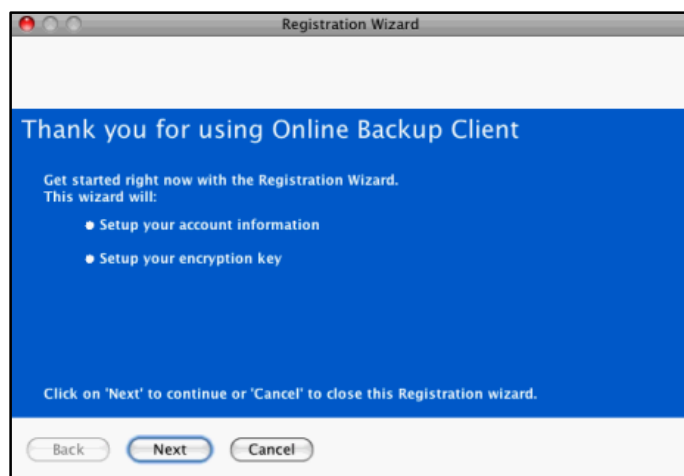 Registration Wizard
Thank you for using Online Backup Client
Get started right now with the Registration Wizard.
This wizard will:
Setup your account information
Setup your encryption key
Click on 'Next' to continue or 'Cancel' to close this Registration wizard.
Back Next Cancel